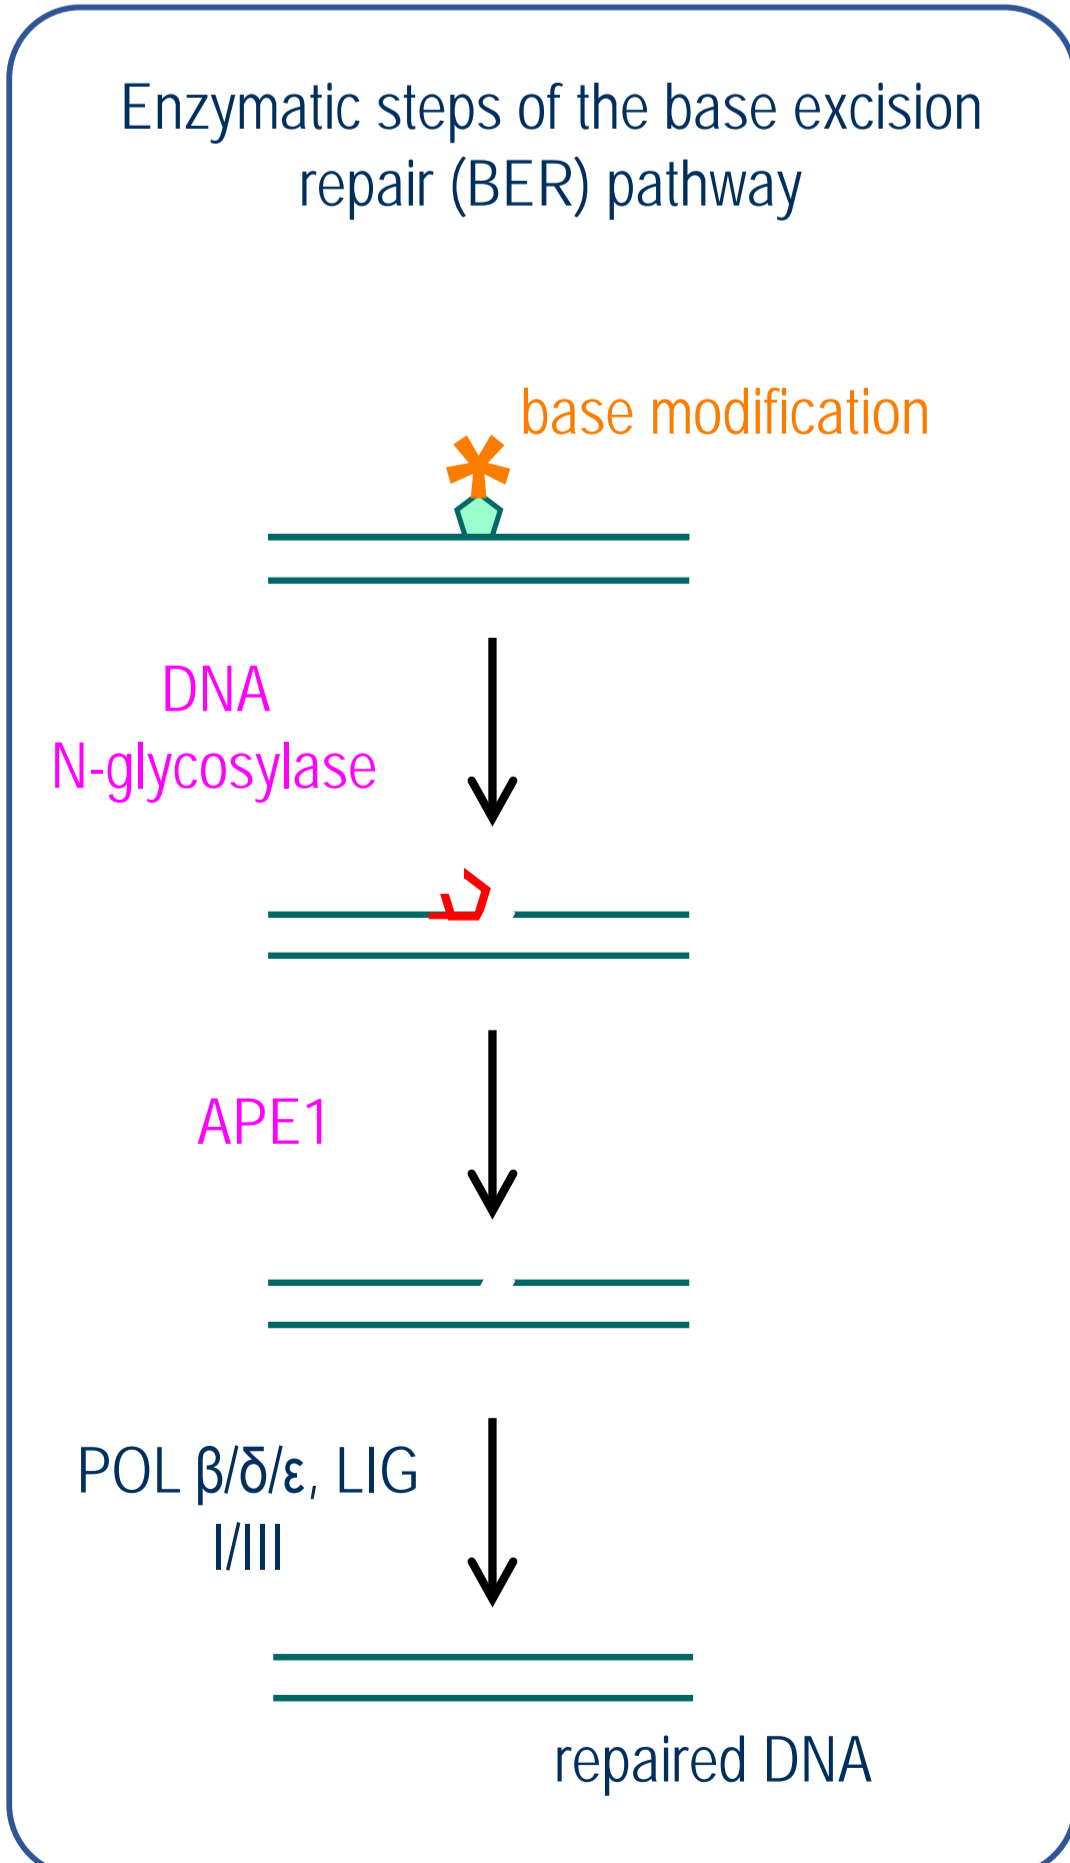 Enzymatic steps of the base excision
repair (BER) pathway
base modification
DNA
N-glycosylase
APE1
POL β/δ/ε, LIG
I/III
repaired DNA